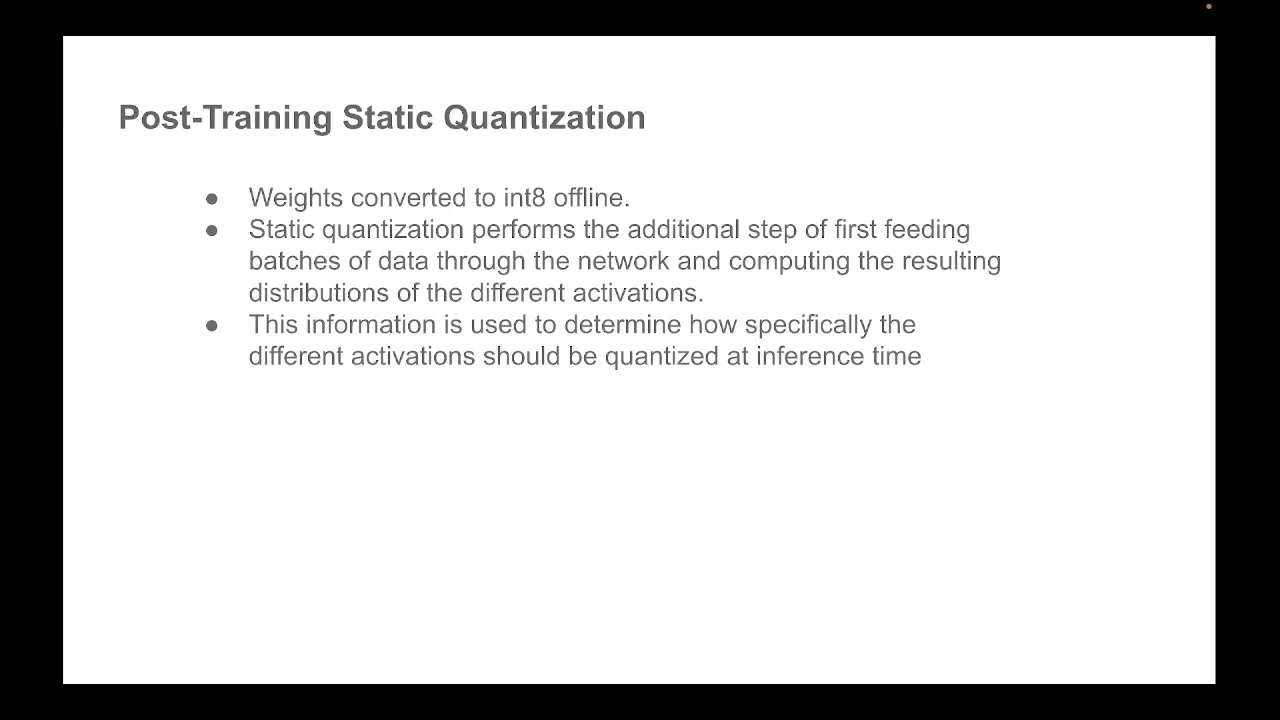 Post-Training Static Quantization
● Weights converted to int8 offline.
● Static quantization performs the additional step of first feeding
batches of data through the network and computing the resulting
distributions of the different activations.
● This information is used to determine how specifically the
different activations should be quantized at inference time